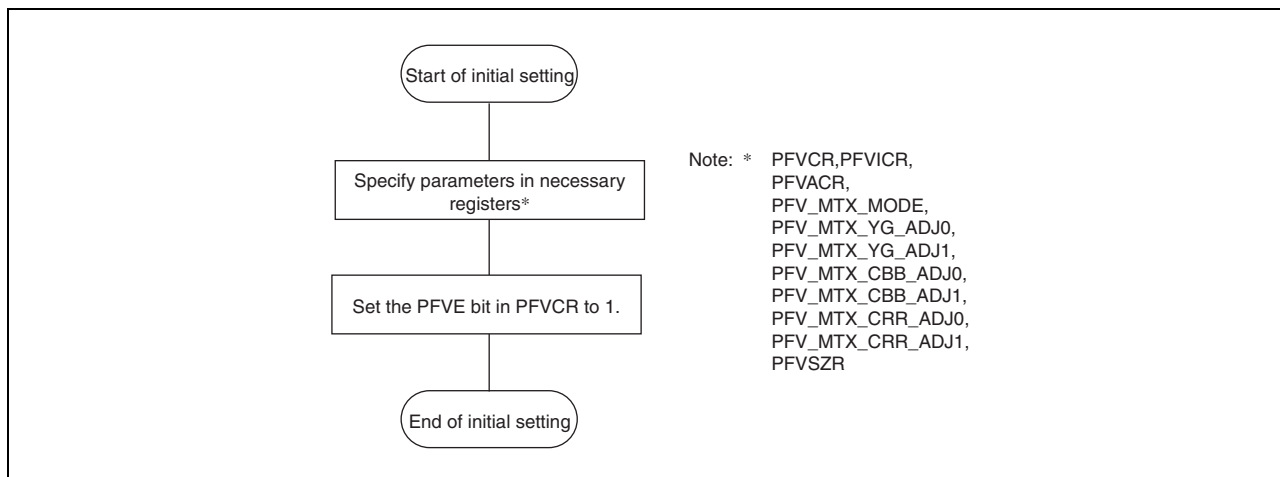 Start of initial setting
Specify parameters in necessary
registers*
Set the PFVE bit in PFVCR to 1.
End of initial setting
Note: * PFVCR,PFVICR,
PFVACR,
PFV_MTX_MODE,
PFV_MTX_YG_ADJ0,
PFV_MTX_YG_ADJ1,
PFV_MTX_CBB_ADJ0,
PFV_MTX_CBB_ADJ1,
PFV_MTX_CRR_ADJ0,
PFV_MTX_CRR_ADJ1,
PFVSZR